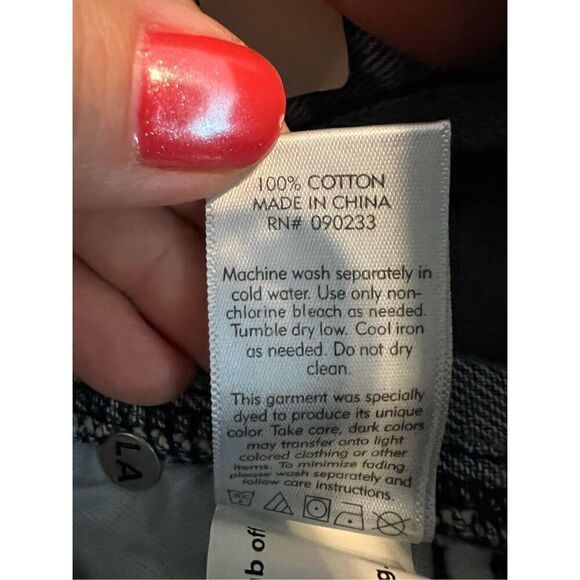 100% COTTON
MADE IN CHINA
RN# 090233
Machine wash separately in
cold water. Use only non-
chlorine bleach as needed.
Tumble dry low. Cool iron
as needed. Do not dry
clean.
This garment was specially
dyed to produce its unique
color. Take care, dark colors
may transfer onto light
colored clothing or other
items. To minimize fading,
please wash separately and
follow care instructions.
LA
b of
g.